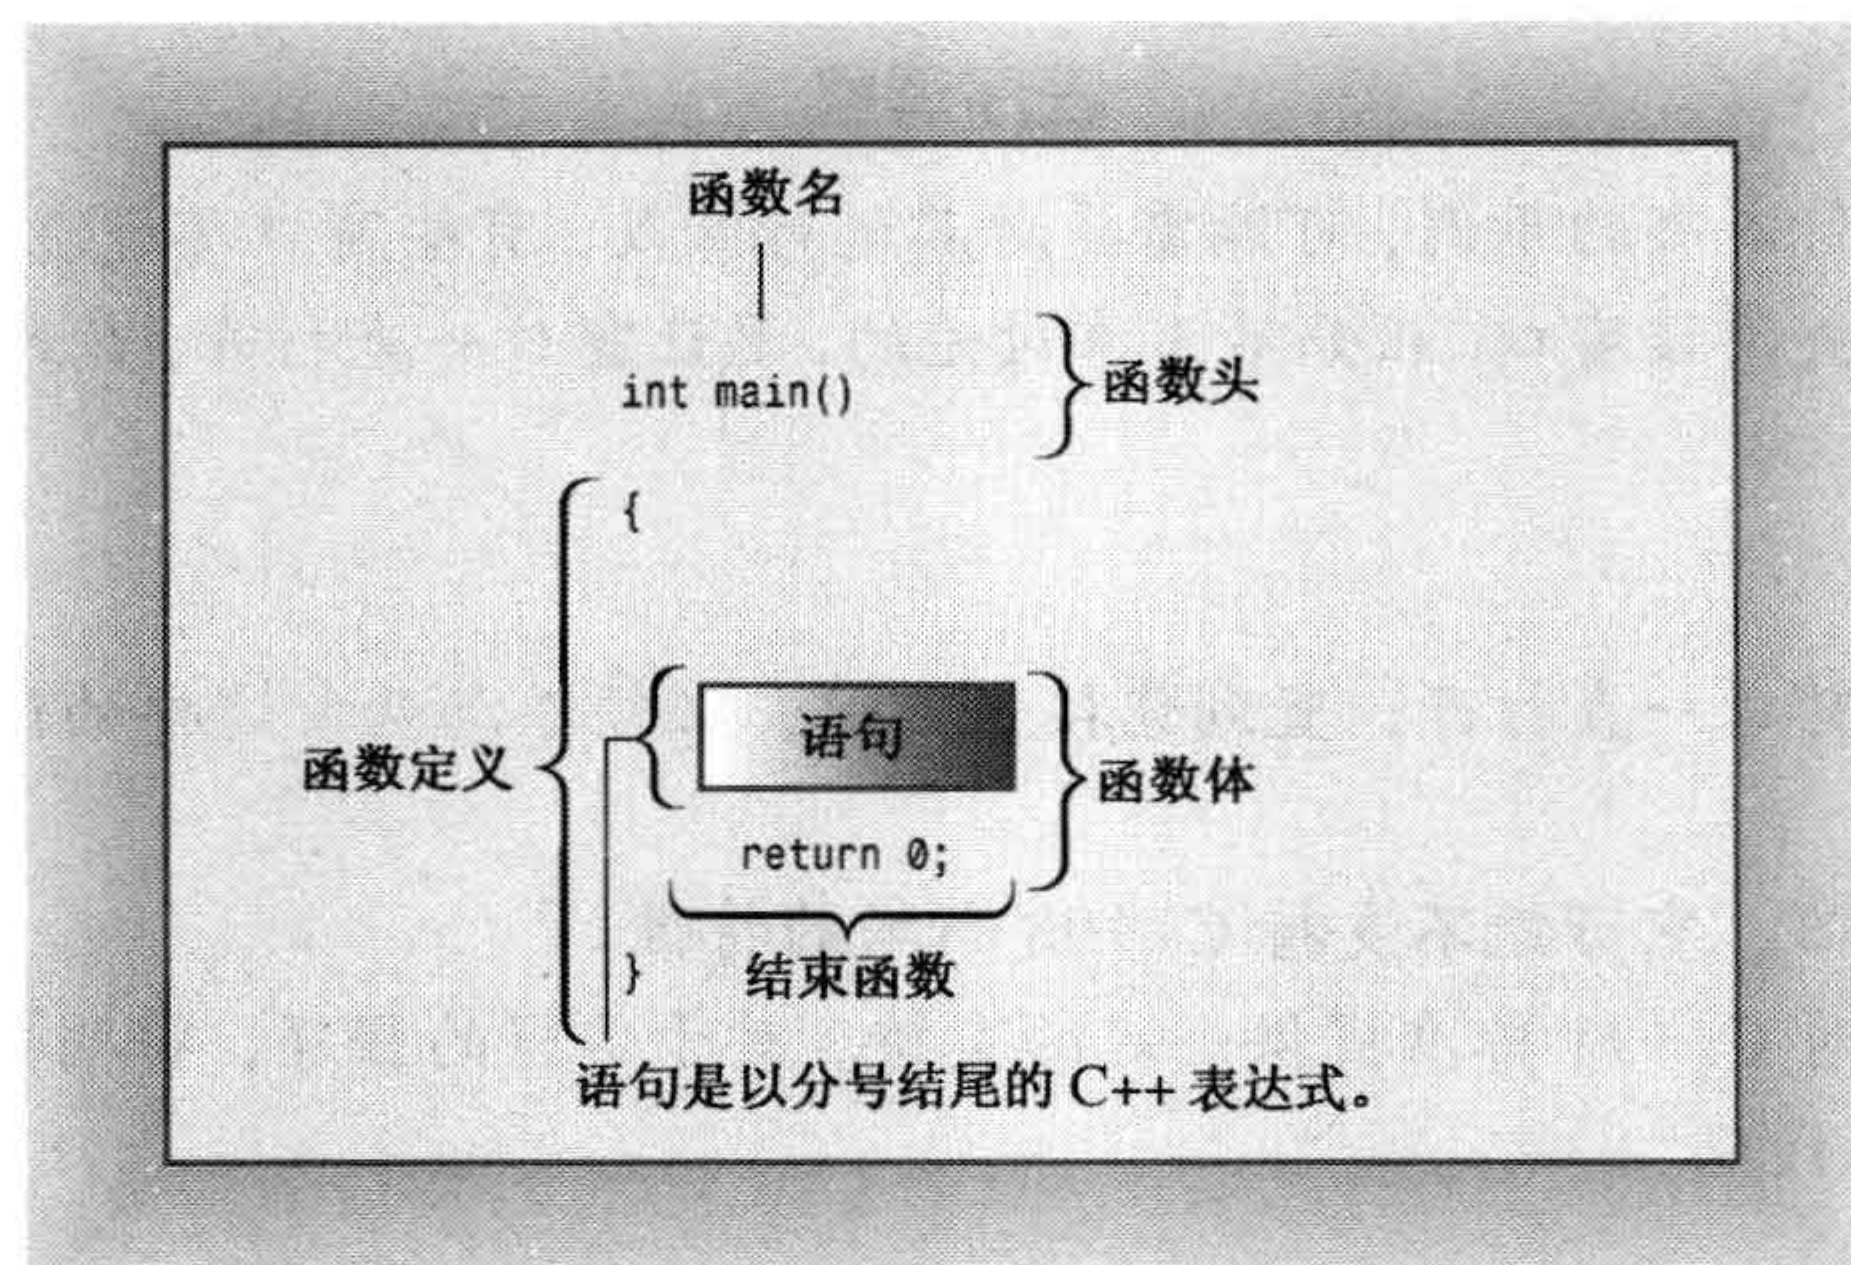 函数名
int main()
函数头
{
语句
函数定义
函数体
return 0;
}
结束函数
语句是以分号结尾的 C++ 表达式。